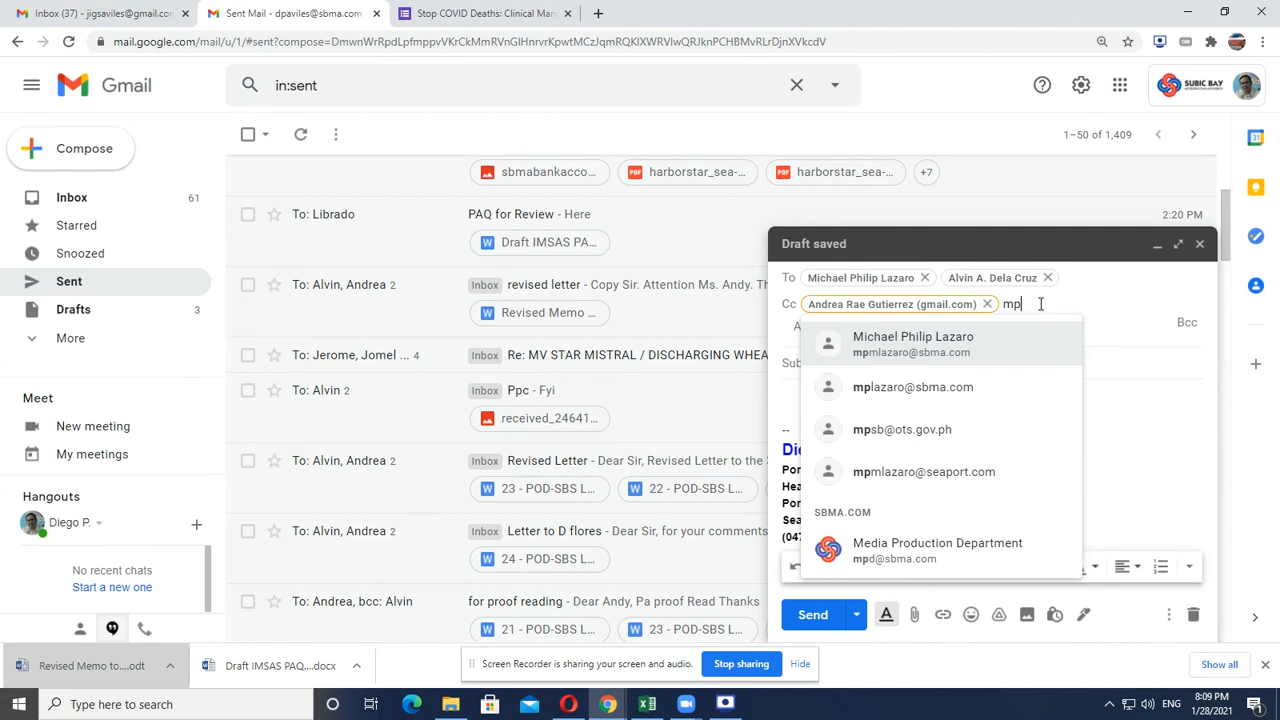 Inbox (37) - jigsaviles@gmail.com
Sent Mail - dpaviles@sbma.com
Stop COVID Deaths: Clinical Man
mail.google.com/mail/u/1/#sent?compose=DmwnWrRpdLpfmppvVKrCkMmRVnGlHmrrKpwtMCzJqmRQKlXWRVlwQRJknPCHBMvRLrDjnXVkcdV
Gmail
in:sent
SUBIC BAY
Compose
1–50 of 1,409
Inbox 61
Starred
Snoozed
Sent
Drafts 3
More
Meet
New meeting
My meetings
Hangouts
Diego P.
No recent chats
Start a new one
sbmabankacco...
PDF harborstar_sea-...
PDF harborstar_sea-...
+7
To: Librado PAQ for Review - Here 2:20 PM
W Draft IMSAS PA...
To: Alvin, Andrea 2 Inbox revised letter - Copy Sir. Attention Ms. Andy. Th
W Revised Memo ...
To: Jerome, Jomel ... 4 Inbox Re: MV STAR MISTRAL / DISCHARGING WHEA
To: Alvin 2 Ppc - Fyi
received_24641...
To: Alvin, Andrea 2 Inbox Revised Letter - Dear Sir, Revised Letter to the
W 23 - POD-SBS L...
W 22 - POD-SBS L...
To: Alvin, Andrea 2 Inbox Letter to D flores - Dear Sir, for your comments
W 24 - POD-SBS L...
To: Andrea, bcc: Alvin for proof reading - Dear Andy, Pa proof Read Thanks
W 21 - POD-SBS L...
W 23 - POD-SBS L...
Draft saved
To Michael Philip Lazaro Alvin A. Dela Cruz
Cc Andrea Rae Gutierrez (gmail.com) mp
A
Bcc
Sub
Michael Philip Lazaro
mpmlazaro@sbma.com
mplazaro@sbma.com
mpsb@ots.gov.ph
mpmlazaro@seaport.com
SBMA.COM
Media Production Department
mpd@sbma.com
--
Die
Por
Hea
Por
Sea
(047
Send
Revised Memo to....odt
Draft IMSAS PAQ....docx
Screen Recorder is sharing your screen and audio.
Stop sharing
Hide
Show all
Type here to search
ENG
8:09 PM
1/28/2021